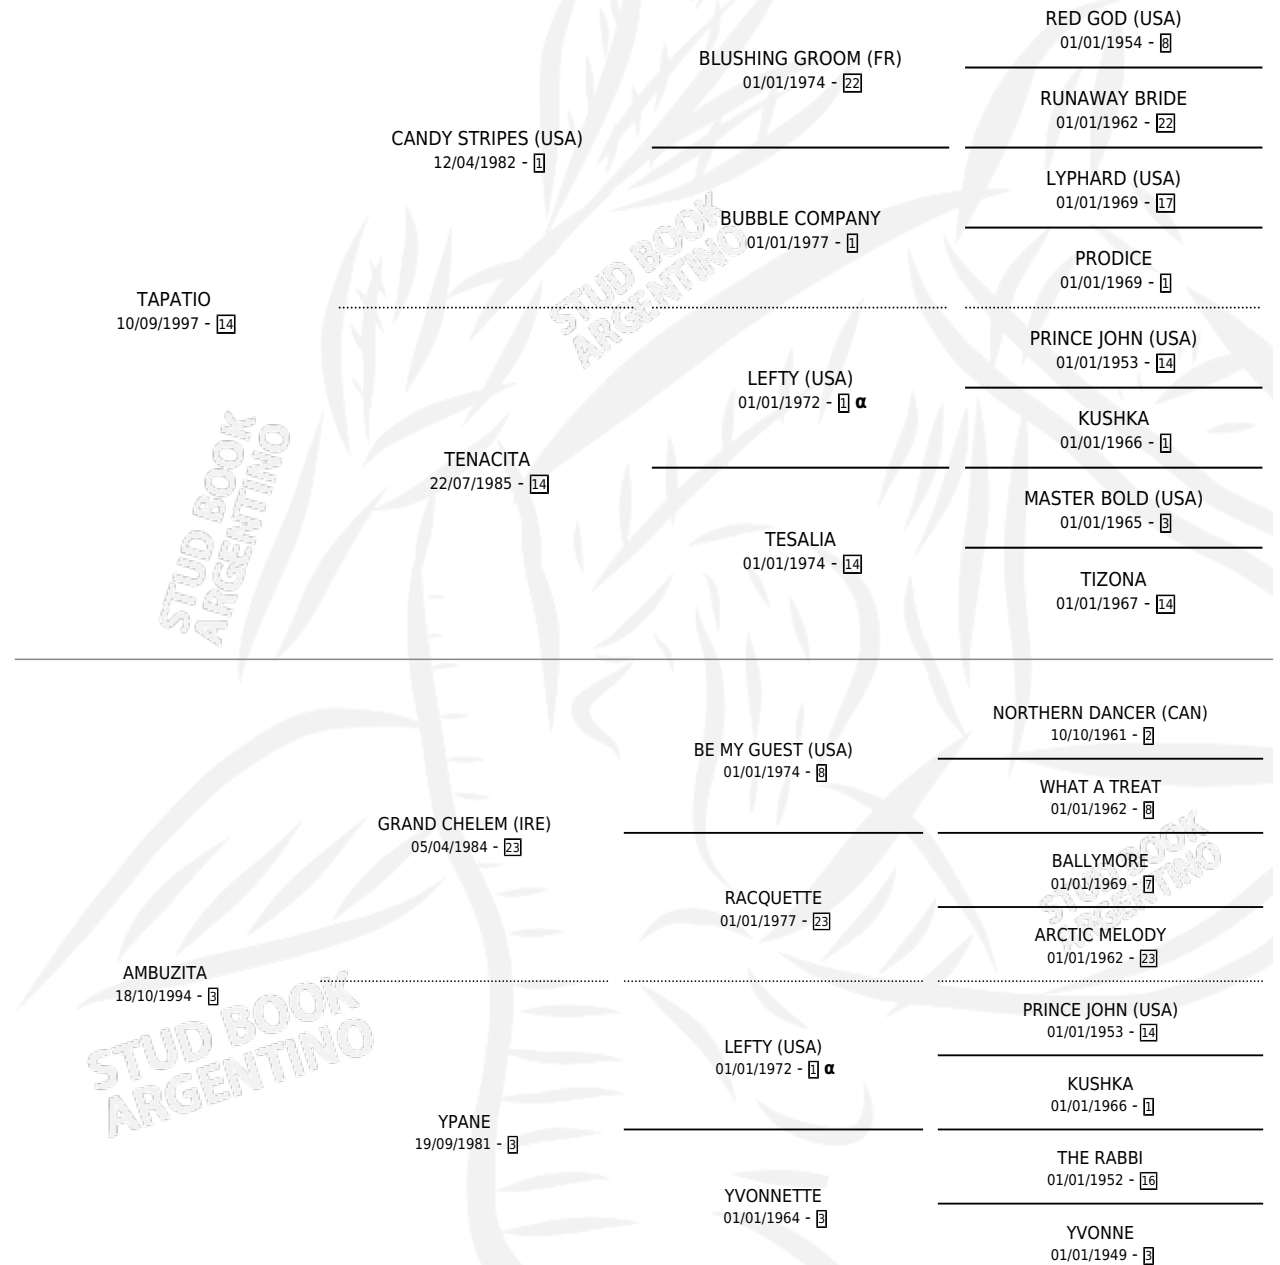 RED GOD (USA)
01/01/1954 - 8
BLUSHING GROOM (FR)
01/01/1974 - 22
RUNAWAY BRIDE
01/01/1962 - 22
CANDY STRIPES (USA)
12/04/1982 - 1
LYPHARD (USA)
01/01/1969 - 17
BUBBLE COMPANY
01/01/1977 - 1
PRODICE
01/01/1969 - 1
TAPATIO
10/09/1997 - 14
PRINCE JOHN (USA)
01/01/1953 - 14
LEFTY (USA)
01/01/1972 - 1 α
KUSHKA
01/01/1966 - 1
TENACITA
22/07/1985 - 14
MASTER BOLD (USA)
01/01/1965 - 3
TESALIA
01/01/1974 - 14
TIZONA
01/01/1967 - 14
NORTHERN DANCER (CAN)
10/10/1961 - 2
BE MY GUEST (USA)
01/01/1974 - 8
WHAT A TREAT
01/01/1962 - 8
GRAND CHELEM (IRE)
05/04/1984 - 23
BALLYMORE
01/01/1969 - 7
RACQUETTE
01/01/1977 - 23
ARCTIC MELODY
01/01/1962 - 23
AMBUZITA
18/10/1994 - 3
PRINCE JOHN (USA)
01/01/1953 - 14
LEFTY (USA)
01/01/1972 - 1 α
KUSHKA
01/01/1966 - 1
YPANE
19/09/1981 - 3
THE RABBI
01/01/1952 - 16
YVONNETTE
01/01/1964 - 3
YVONNE
01/01/1949 - 3
STUD BOOK
ARGENTINO
STUD BOOK
ARGENTINO
STUD BOOK
ARGENTINO
STUD BOOK
ARGENTINO